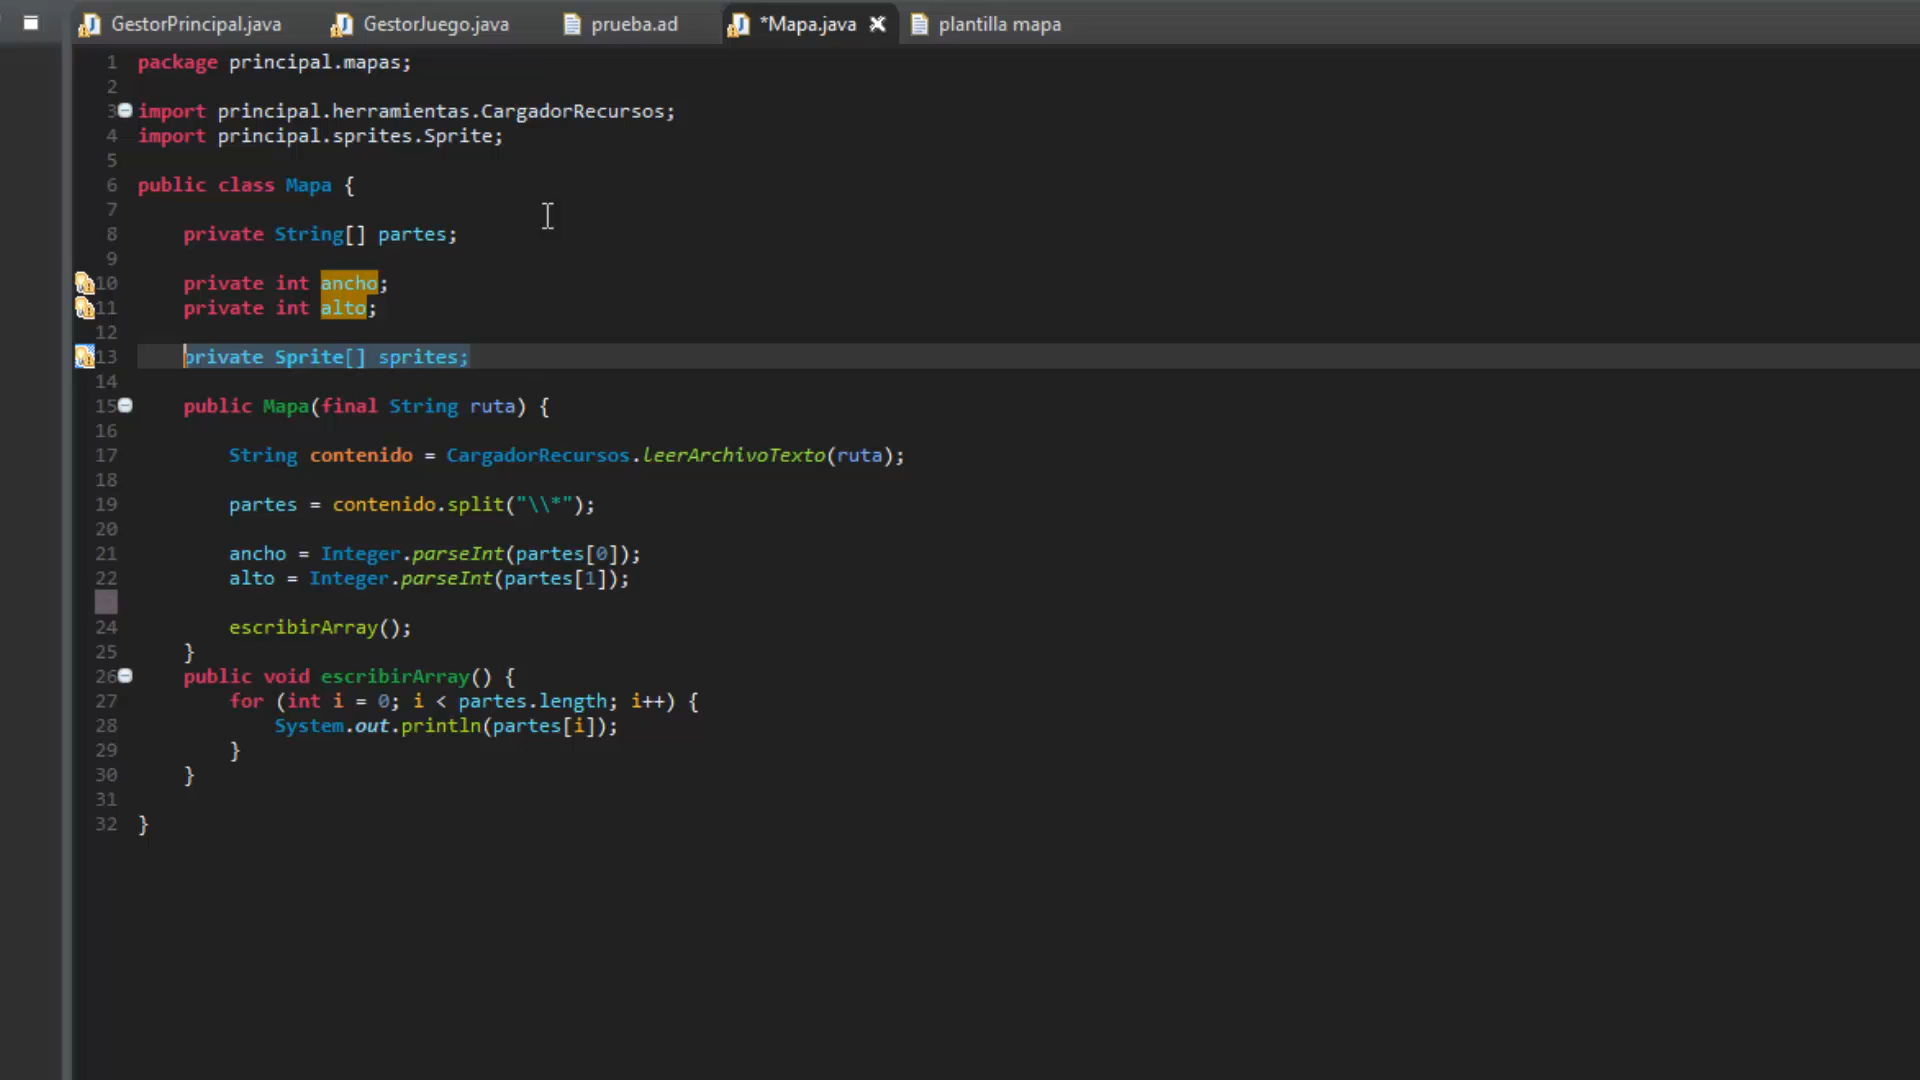 GestorPrincipal.java GestorJuego.java prueba.ad *Mapa.java plantilla mapa
1 package principal.mapas;
2
3 import principal.herramientas.CargadorRecursos;
4 import principal.sprites.Sprite;
5
6 public class Mapa {
7
8 private String[] partes;
9
10 private int ancho;
11 private int alto;
12
13 private Sprite[] sprites;
14
15 public Mapa(final String ruta) {
16
17 String contenido = CargadorRecursos.leerArchivoTexto(ruta);
18
19 partes = contenido.split("\\*");
20
21 ancho = Integer.parseInt(partes[0]);
22 alto = Integer.parseInt(partes[1]);
24 escribirArray();
25 }
26 public void escribirArray() {
27 for (int i = 0; i < partes.length; i++) {
28 System.out.println(partes[i]);
29 }
30 }
31
32 }